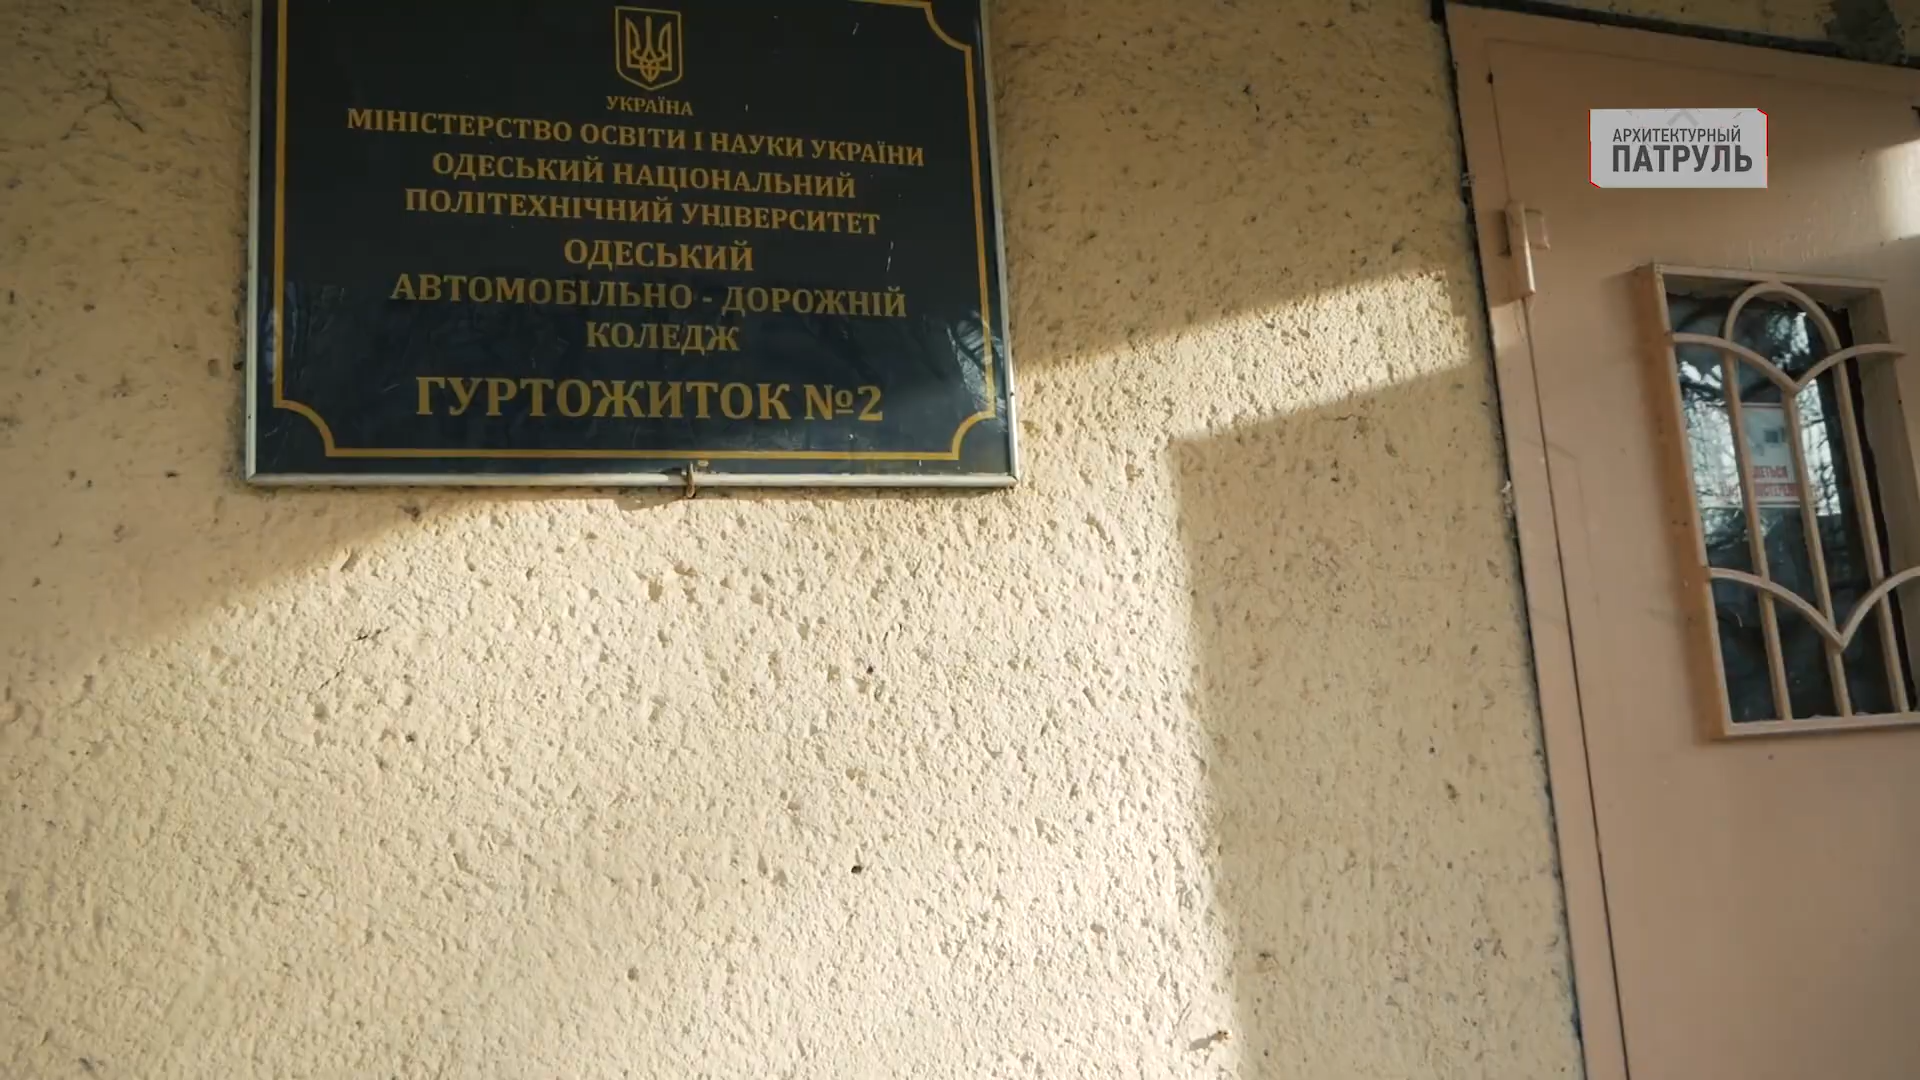 УКРАЇНА
МІНІСТЕРСТВО ОСВІТИ І НАУКИ УКРАЇНИ
ОДЕСЬКИЙ НАЦІОНАЛЬНИЙ
ПОЛІТЕХНІЧНИЙ УНІВЕРСИТЕТ
ОДЕСЬКИЙ
АВТОМОБІЛЬНО - ДОРОЖНІЙ
КОЛЕДЖ
ГУРТОЖИТОК №2
АРХИТЕКТУРНЫЙ
ПАТРУЛЬ